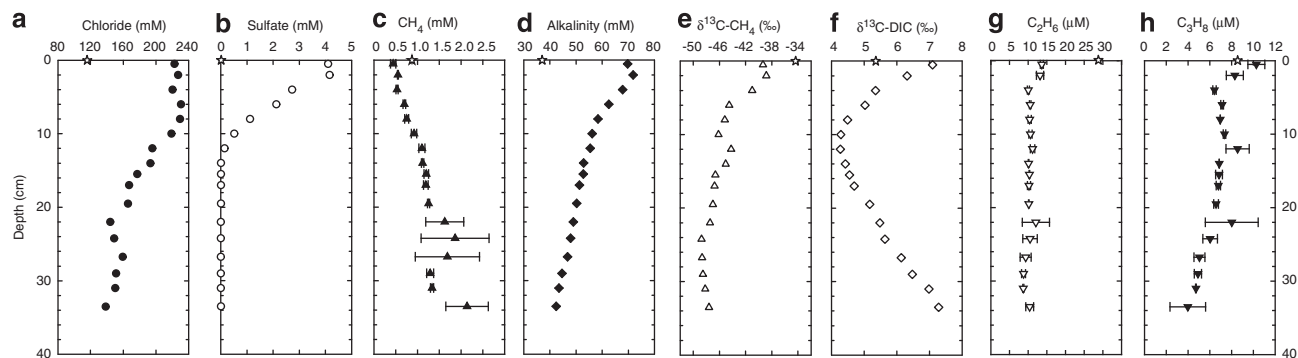 a Chloride (mM)
80 120 160 200 240
b Sulfate (mM)
0 1 2 3 4 5
c CH₄ (mM)
0 0.5 1.0 1.5 2.0 2.5
d Alkalinity (mM)
30 40 50 60 70 80
e δ¹³C-CH₄ (‰)
-50 -46 -42 -38 -34
f δ¹³C-DIC (‰)
4 5 6 7 8
g C₂H₆ (μM)
0 5 10 15 20 25 30
h C₃H₈ (μM)
0 2 4 6 8 10 12
Depth (cm)
0
10
20
30
40
0
10
20
30
40